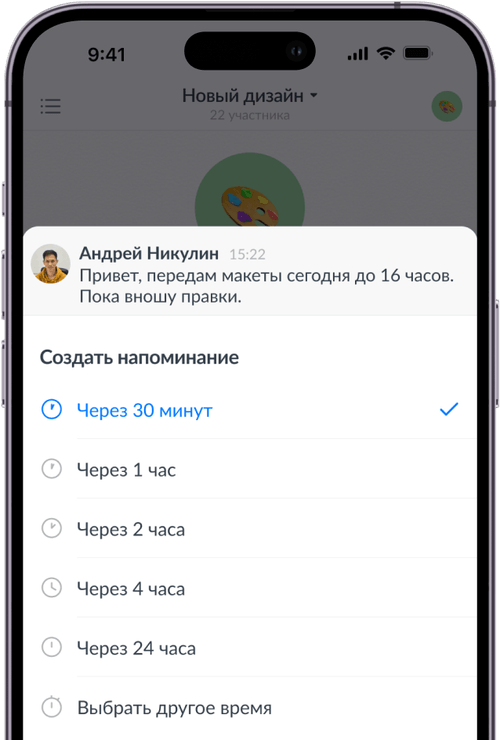 9:41
Новый дизайн
22 участника
Андрей Никулин 15:22
Привет, передам макеты сегодня до 16 часов.
Пока вношу правки.
Создать напоминание
Через 30 минут
Через 1 час
Через 2 часа
Через 4 часа
Через 24 часа
Выбрать другое время